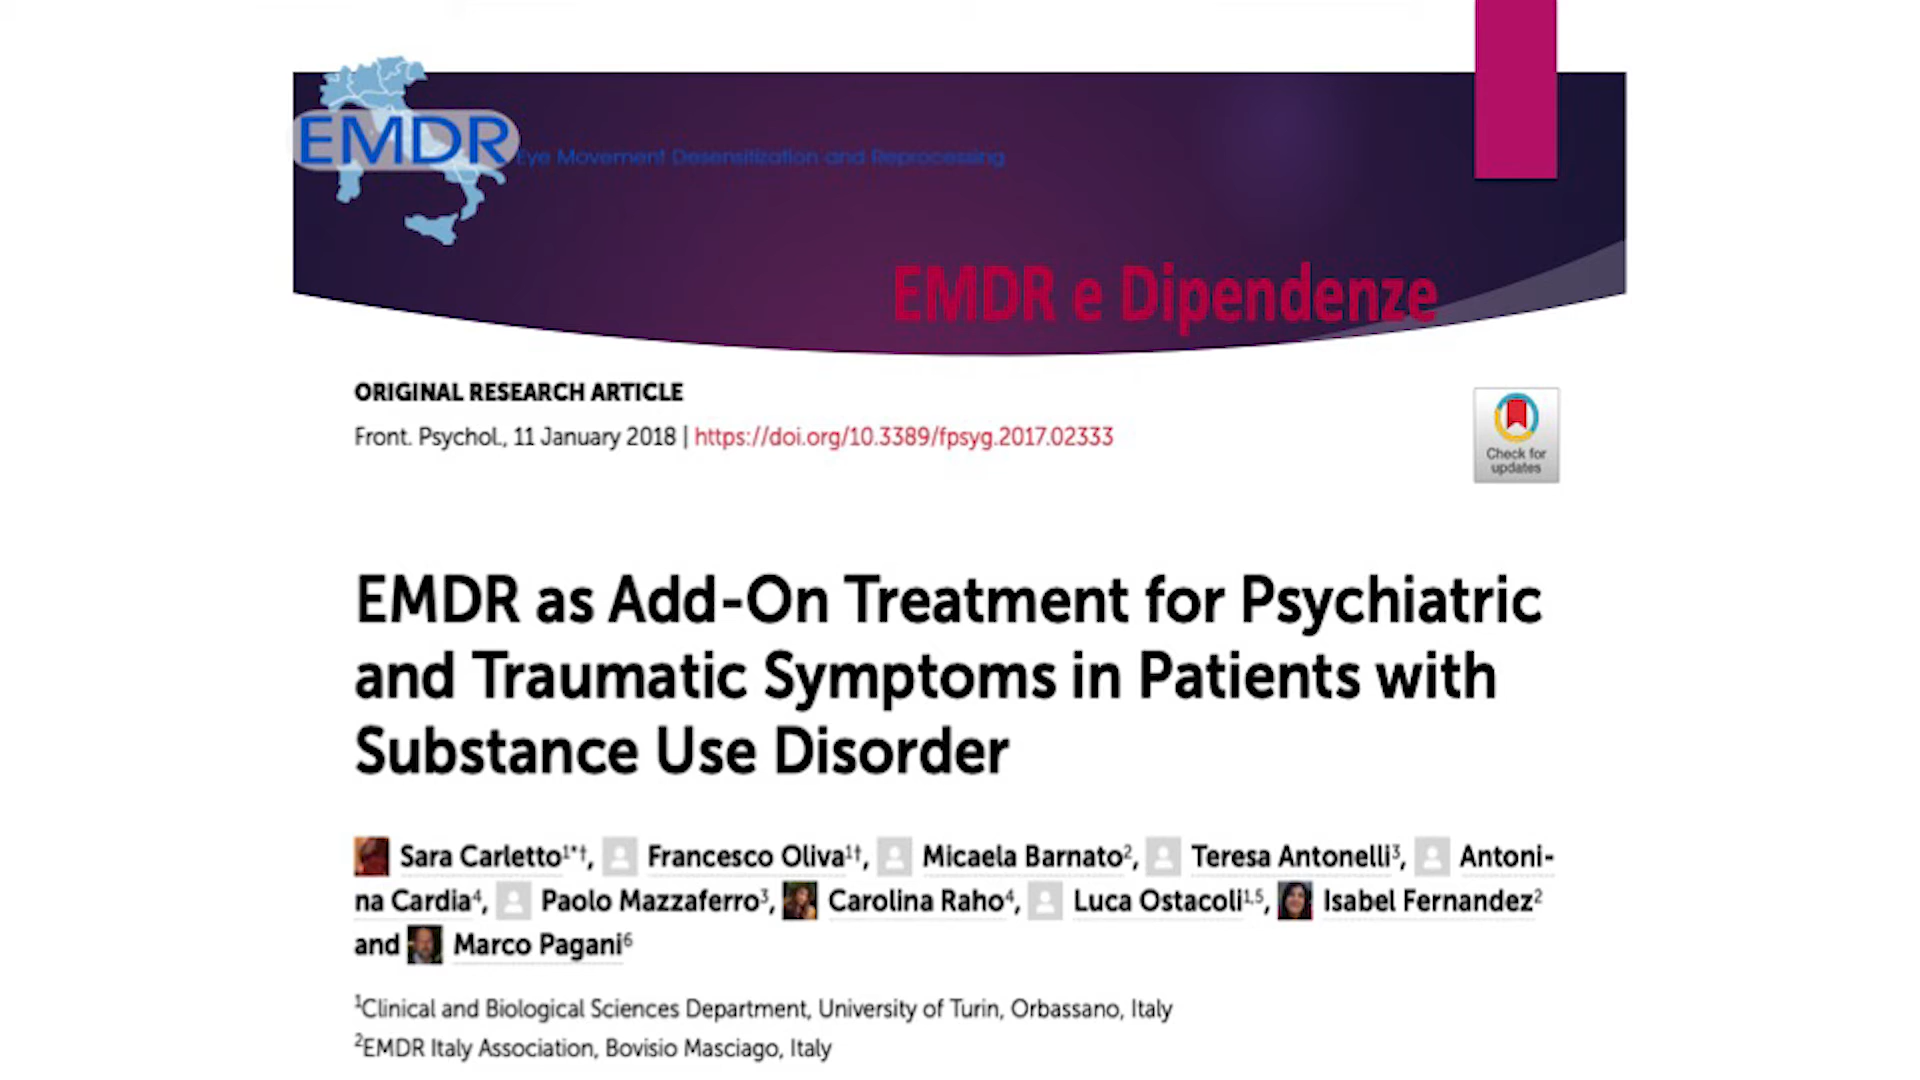 EMDR Eye Movement Desensitization and Reprocessing
EMDR e Dipendenze
ORIGINAL RESEARCH ARTICLE
Front. Psychol., 11 January 2018 | https://doi.org/10.3389/fpsyg.2017.02333
Check for
updates
EMDR as Add-On Treatment for Psychiatric
and Traumatic Symptoms in Patients with
Substance Use Disorder
Sara Carletto1*†, Francesco Oliva1†, Micaela Barnato2, Teresa Antonelli3, Antoni-
na Cardia4, Paolo Mazzaferro3, Carolina Raho4, Luca Ostacoli1,5, Isabel Fernandez2
and Marco Pagani6
1Clinical and Biological Sciences Department, University of Turin, Orbassano, Italy
2EMDR Italy Association, Bovisio Masciago, Italy